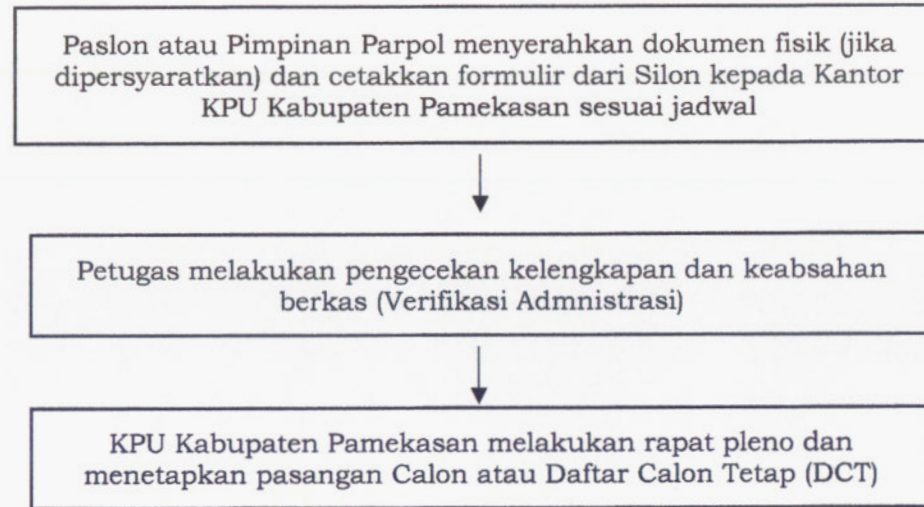 Paslon atau Pimpinan Parpol menyerahkan dokumen fisik (jika
dipersyaratkan) dan cetakkan formulir dari Silon kepada Kantor
KPU Kabupaten Pamekasan sesuai jadwal
Petugas melakukan pengecekan kelengkapan dan keabsahan
berkas (Verifikasi Admnistrasi)
KPU Kabupaten Pamekasan melakukan rapat pleno dan
menetapkan pasangan Calon atau Daftar Calon Tetap (DCT)